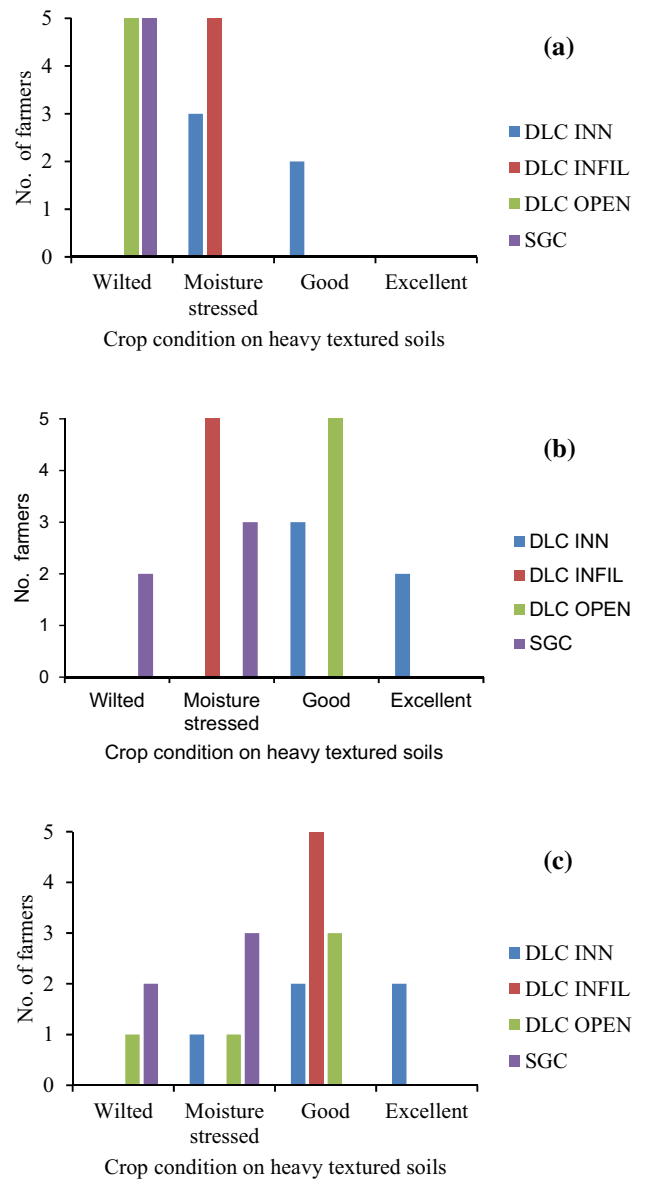 (a)
5
4
3
2
1
0
No. of farmers
Wilted
Moisture
stressed
Good
Excellent
Crop condition on heavy textured soils
DLC INN
DLC INFIL
DLC OPEN
SGC
(b)
5
4
3
2
1
0
No. farmers
Wilted
Moisture
stressed
Good
Excellent
Crop condition on heavy textured soils
DLC INN
DLC INFIL
DLC OPEN
SGC
(c)
5
4
3
2
1
0
No. of farmers
Wilted
Moisture
stressed
Good
Excellent
Crop condition on heavy textured soils
DLC INN
DLC INFIL
DLC OPEN
SGC